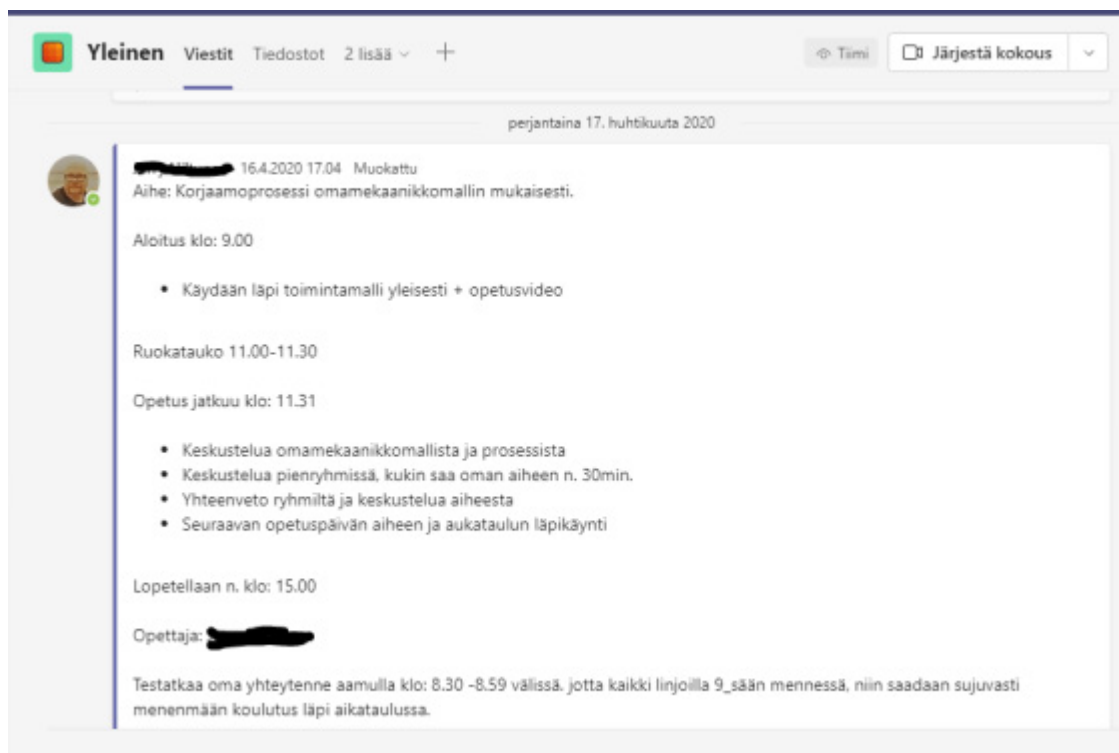 Yleinen Viestit Tiedostot 2 lisää Tiimi Järjestä kokous
perjantaina 17. huhtikuuta 2020
16.4.2020 17.04 Muokattu
Aihe: Korjaamoprosessi omamekaanikkomallin mukaisesti.
Aloitus klo: 9.00
• Käydään läpi toimintamalli yleisesti + opetusvideo
Ruokatauko 11.00-11.30
Opetus jatkuu klo: 11.31
• Keskustelua omamekaanikkomallista ja prosessista
• Keskustelua pienryhmissä, kukin saa oman aiheen n. 30min.
• Yhteenveto ryhmiltä ja keskustelua aiheesta
• Seuraavan opetuspäivän aiheen ja aukataulun läpikäynti
Lopetellaan n. klo: 15.00
Opettaja:
Testatkaa oma yhteytenne aamulla klo: 8.30 -8.59 välissä. jotta kaikki linjoilla 9_sään mennessä, niin saadaan sujuvasti
menenmään koulutus läpi aikataulussa.